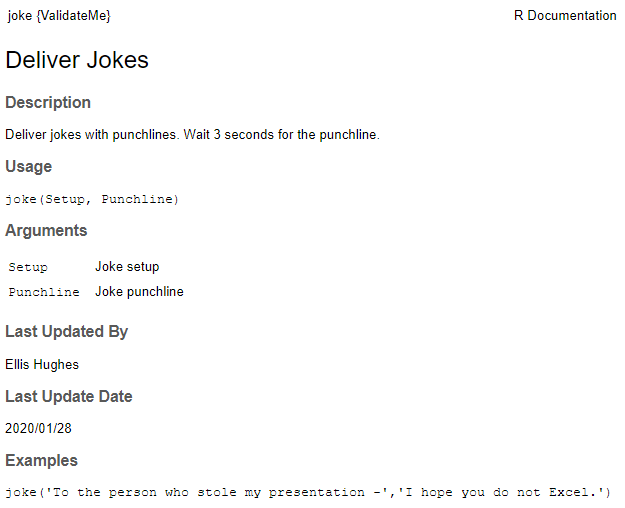 joke {ValidateMe} R Documentation
Deliver Jokes
Description
Deliver jokes with punchlines. Wait 3 seconds for the punchline.
Usage
joke(Setup, Punchline)
Arguments
Setup Joke setup
Punchline Joke punchline
Last Updated By
Ellis Hughes
Last Update Date
2020/01/28
Examples
joke('To the person who stole my presentation -','I hope you do not Excel.')